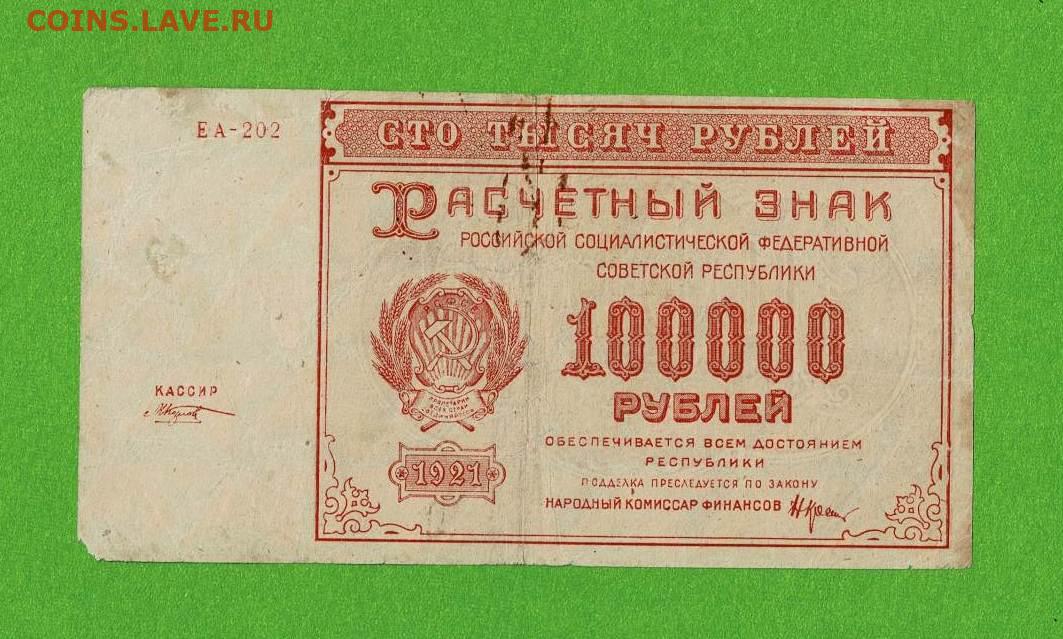 COINS.LAVE.RU
ЕА-202
СТО ТЫСЯЧ РУБЛЕЙ
РАСЧЕТНЫЙ ЗНАК
РОССИЙСКОЙ СОЦИАЛИСТИЧЕСКОЙ ФЕДЕРАТИВНОЙ
СОВЕТСКОЙ РЕСПУБЛИКИ
100000
РУБЛЕЙ
КАССИР
1921
ОБЕСПЕЧИВАЕТСЯ ВСЕМ ДОСТОЯНИЕМ
РЕСПУБЛИКИ
ПОДДЕЛКА ПРЕСЛЕДУЕТСЯ ПО ЗАКОНУ
НАРОДНЫЙ КОМИССАР ФИНАНСОВ